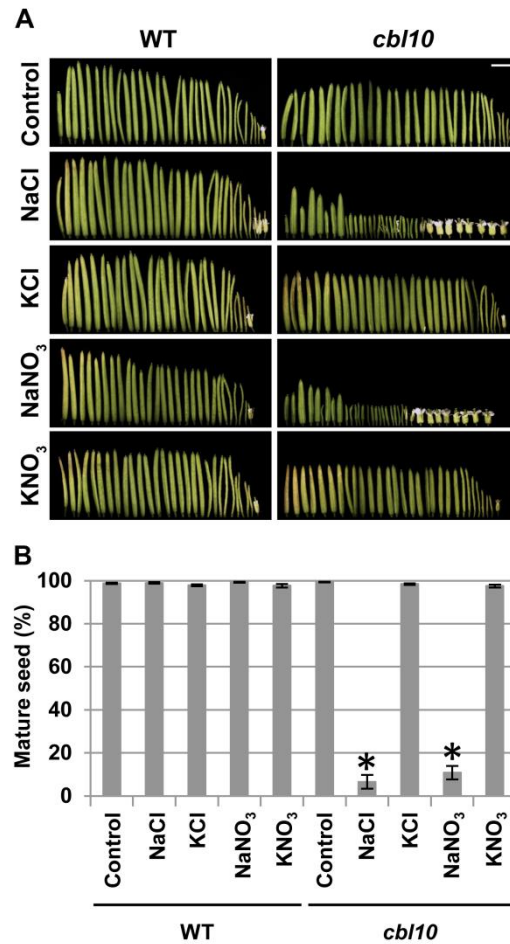 A
WT cbl10
Control
NaCl
KCl
NaNO₃
KNO₃
B
Mature seed (%)
100
80
60
40
20
0
* *
Control NaCl KCl NaNO₃ KNO₃ Control NaCl KCl NaNO₃ KNO₃
WT cbl10